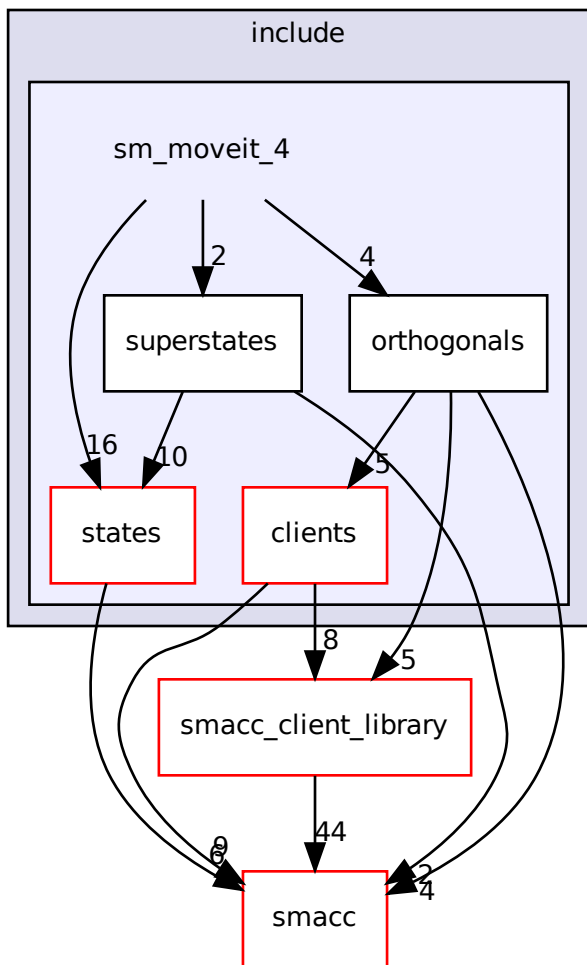 include
sm_moveit_4
2
4
superstates
orthogonals
16
10
5
states
clients
8
5
smacc_client_library
44
9
6
2
4
smacc